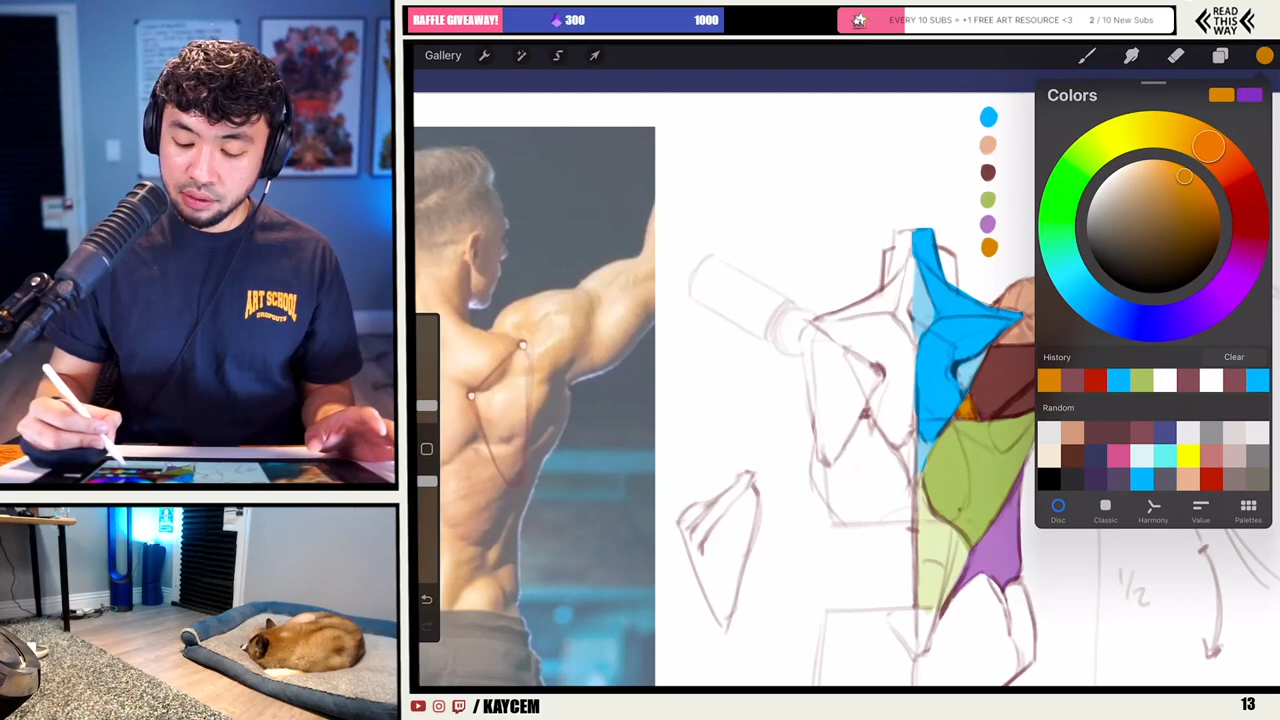 RAFFLE GIVEAWAY! 300 1000
EVERY 10 SUBS = +1 FREE ART RESOURCE <3 2 / 10 New Subs
READ
THIS
WAY
Gallery
Colors
History
Clear
Random
Disc
Classic
Harmony
Value
Palettes
ART SCHOOL
DROPOUTS
1/2
/ KAYCEM
13